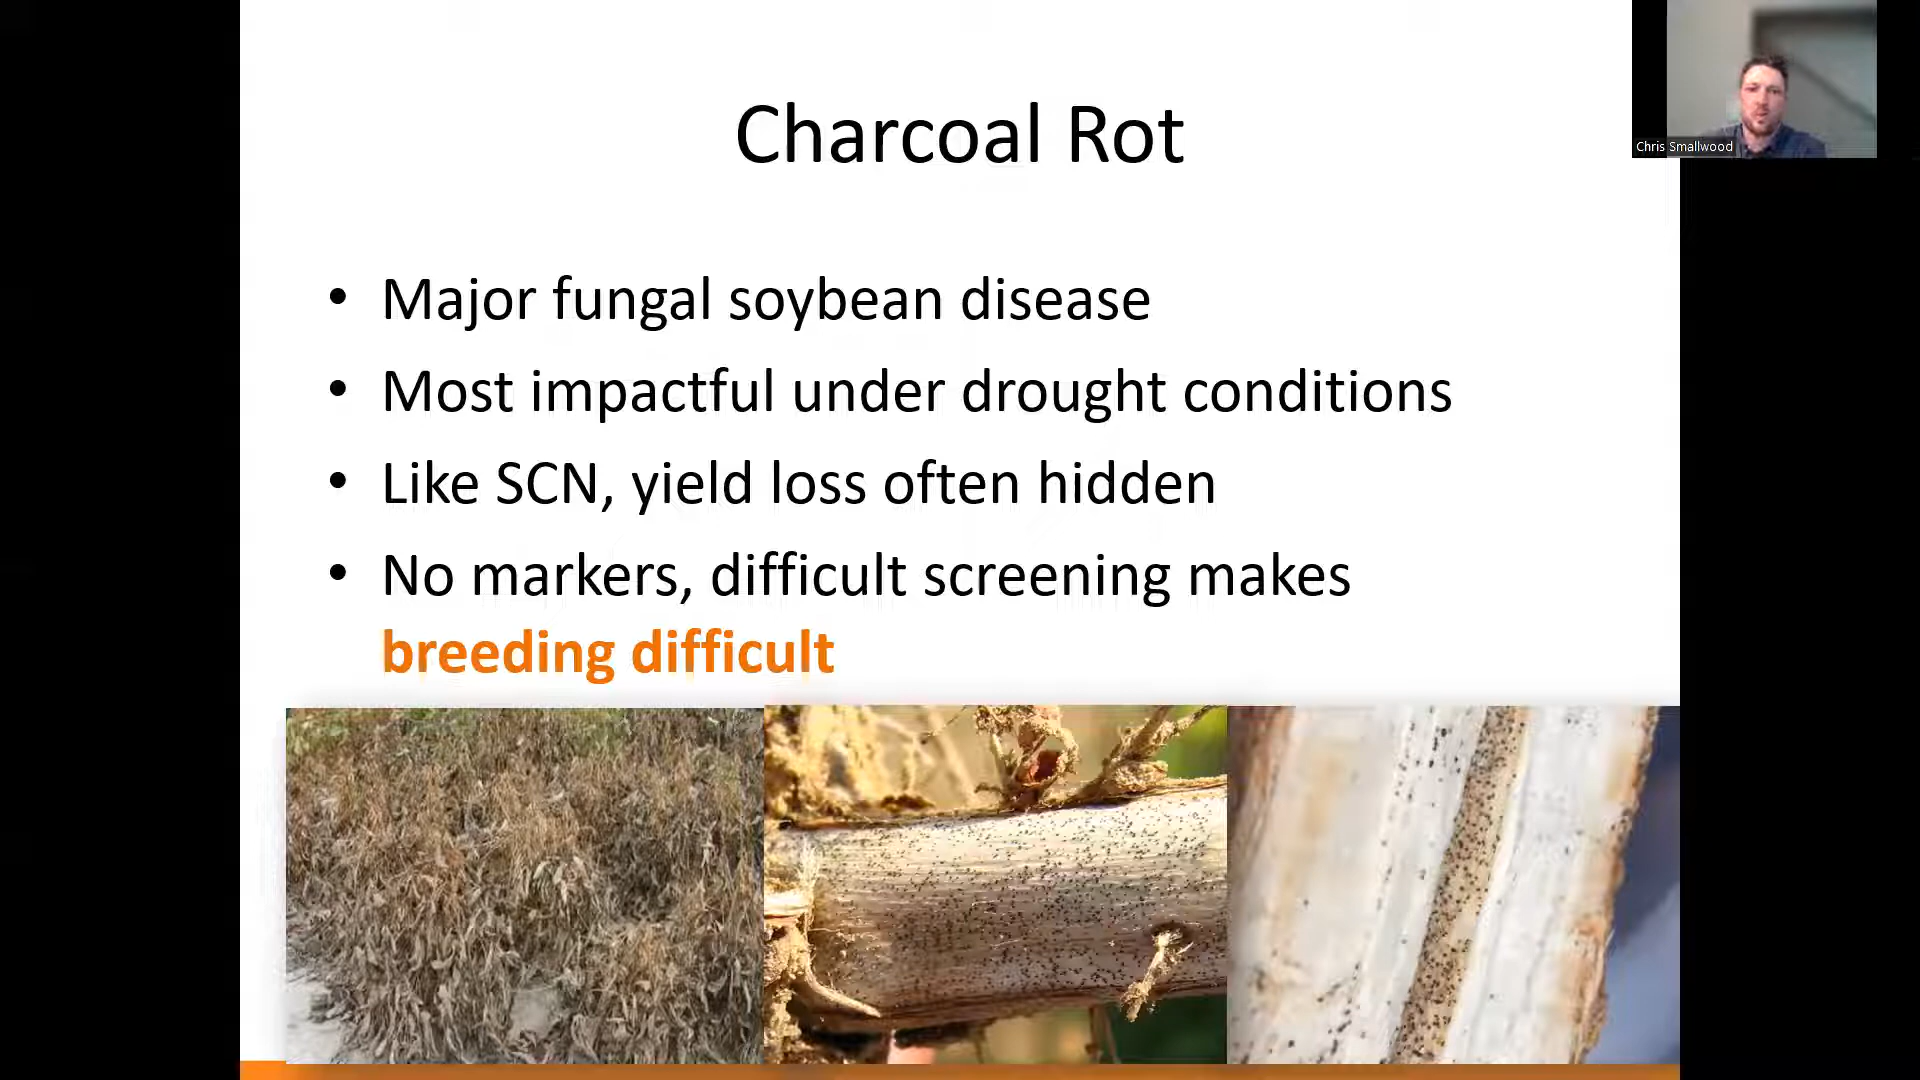 Charcoal Rot
Chris Smallwood
• Major fungal soybean disease
• Most impactful under drought conditions
• Like SCN, yield loss often hidden
• No markers, difficult screening makes
breeding difficult